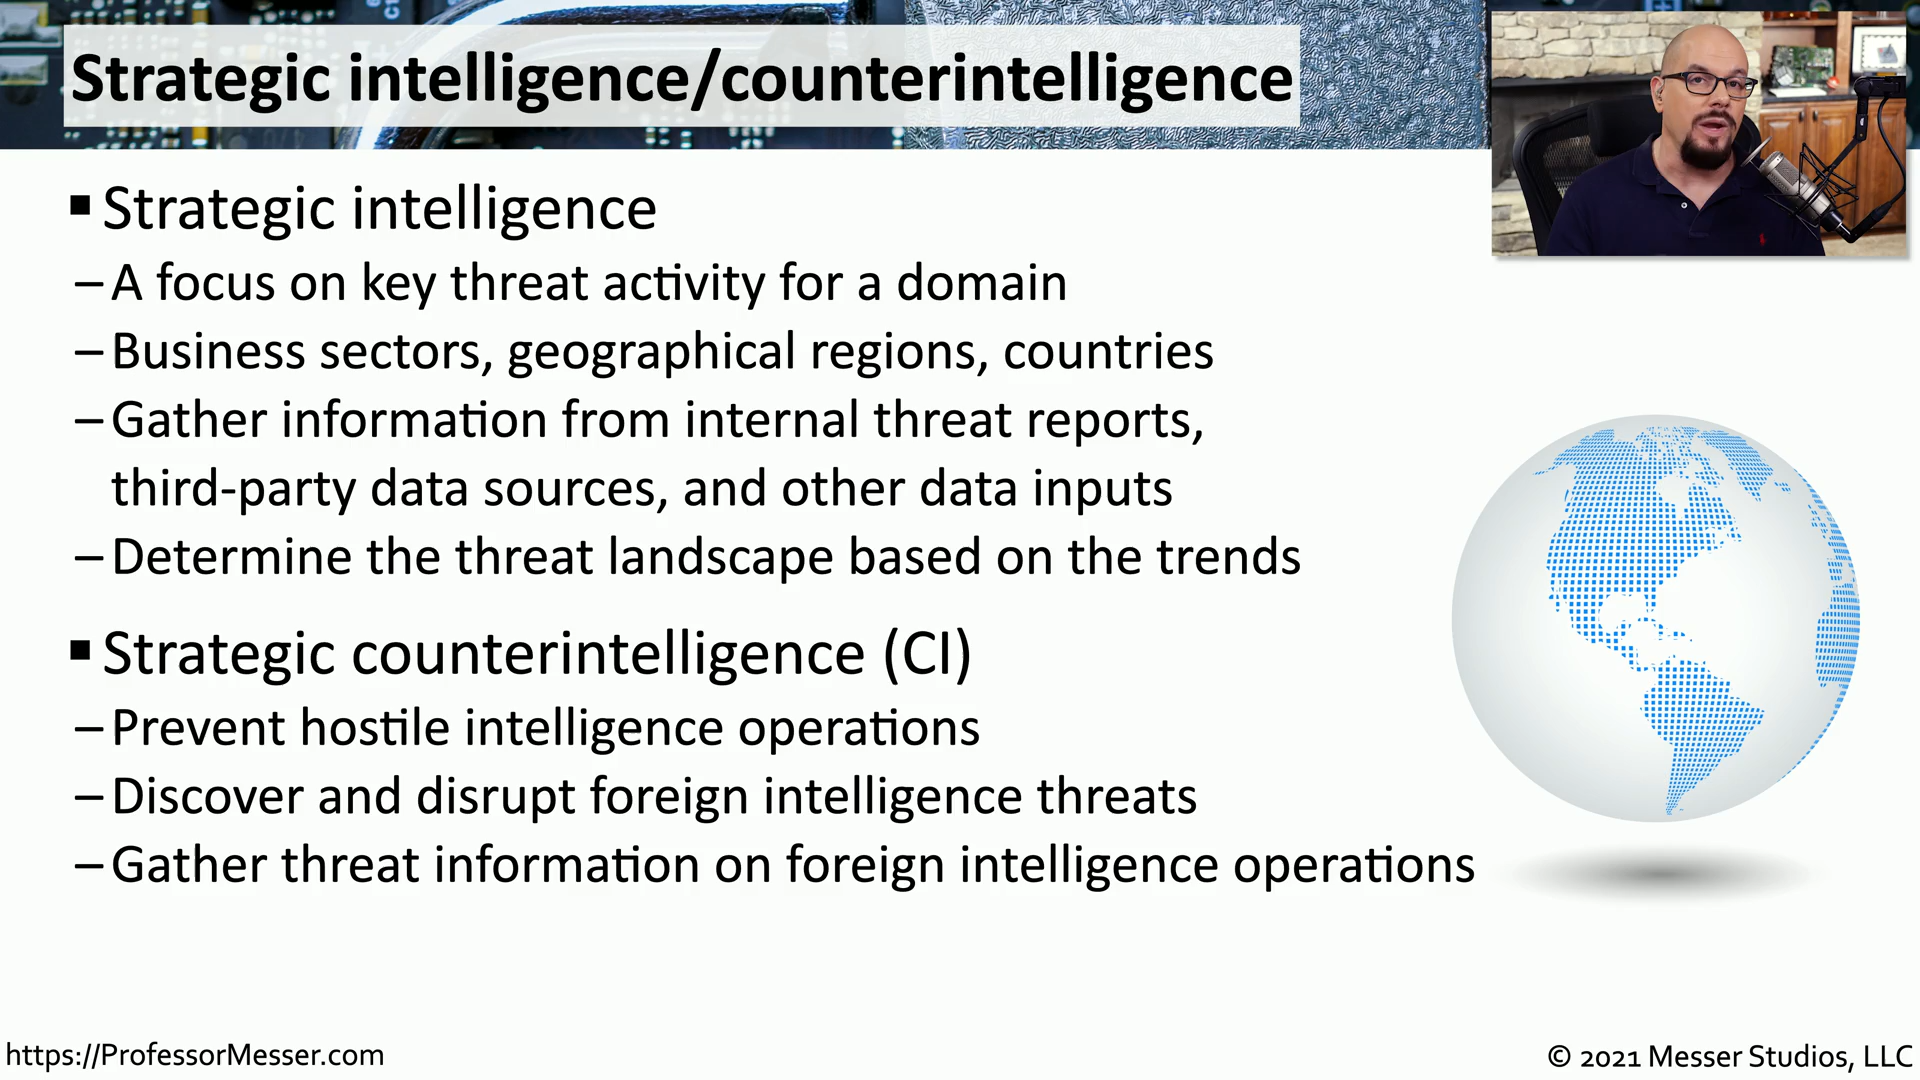 Strategic intelligence/counterintelligence
▪ Strategic intelligence
– A focus on key threat activity for a domain
– Business sectors, geographical regions, countries
– Gather information from internal threat reports,
third-party data sources, and other data inputs
– Determine the threat landscape based on the trends
▪ Strategic counterintelligence (CI)
– Prevent hostile intelligence operations
– Discover and disrupt foreign intelligence threats
– Gather threat information on foreign intelligence operations
https://ProfessorMesser.com
© 2021 Messer Studios, LLC